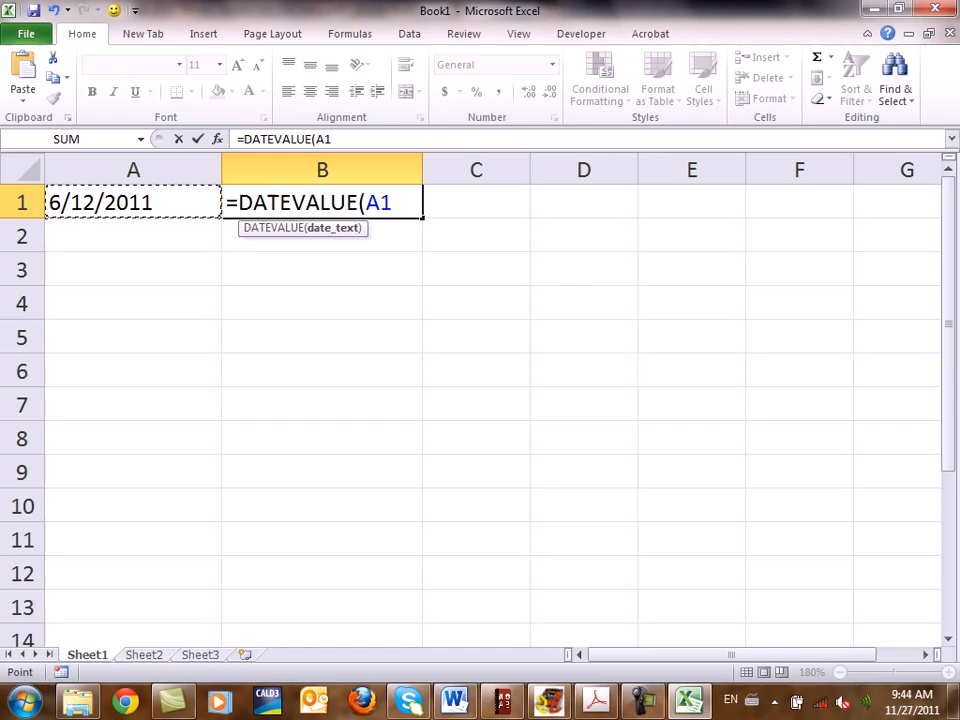 Book1 - Microsoft Excel
File Home New Tab Insert Page Layout Formulas Data Review View Developer Acrobat
Paste
11
General
Conditional Formatting
Format as Table
Cell Styles
Insert
Delete
Format
Sort & Filter
Find & Select
Clipboard Font Alignment Number Styles Cells Editing
SUM
=DATEVALUE(A1
A B C D E F G
1 6/12/2011 =DATEVALUE(A1
DATEVALUE(date_text)
2
3
4
5
6
7
8
9
10
11
12
13
14
Sheet1 Sheet2 Sheet3
Point 180%
CALD3
EN
9:44 AM
11/27/2011